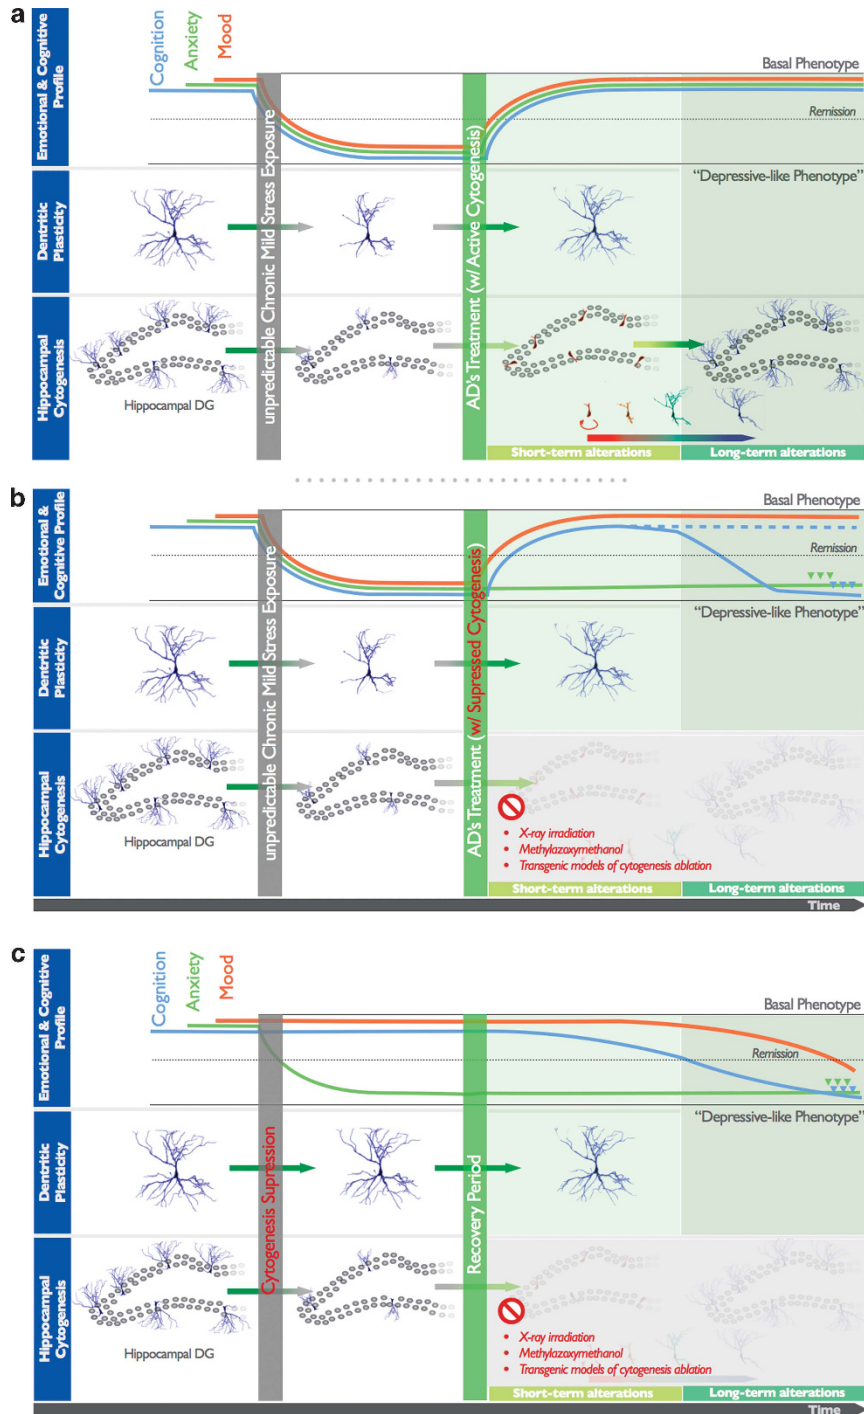 a
Emotional & Cognitive
Profile
Cognition
Anxiety
Mood
Basal Phenotype
Remission
"Depressive-like Phenotype"
unpredictable Chronic Mild Stress Exposure
AD's Treatment (w/ Active Cytogenesis)
Dentritic
Plasticity
Hippocampal
Cytogenesis
Hippocampal DG
Short-term alterations
Long-term alterations
b
Emotional &
Cognitive Profile
Basal Phenotype
Remission
"Depressive-like Phenotype"
unpredictable Chronic Mild Stress Exposure
AD's Treatment (w/ Supressed Cytogenesis)
Dentritic
Plasticity
Hippocampal
Cytogenesis
Hippocampal DG
• X-ray irradiation
• Methylazoxymethanol
• Transgenic models of cytogenesis ablation
Short-term alterations
Long-term alterations
Time
c
Emotional & Cognitive
Profile
Cognition
Anxiety
Mood
Basal Phenotype
Remission
"Depressive-like Phenotype"
Cytogenesis Supression
Recovery Period
Dentritic
Plasticity
Hippocampal
Cytogenesis
Hippocampal DG
• X-ray irradiation
• Methylazoxymethanol
• Transgenic models of cytogenesis ablation
Short-term alterations
Long-term alterations
Time